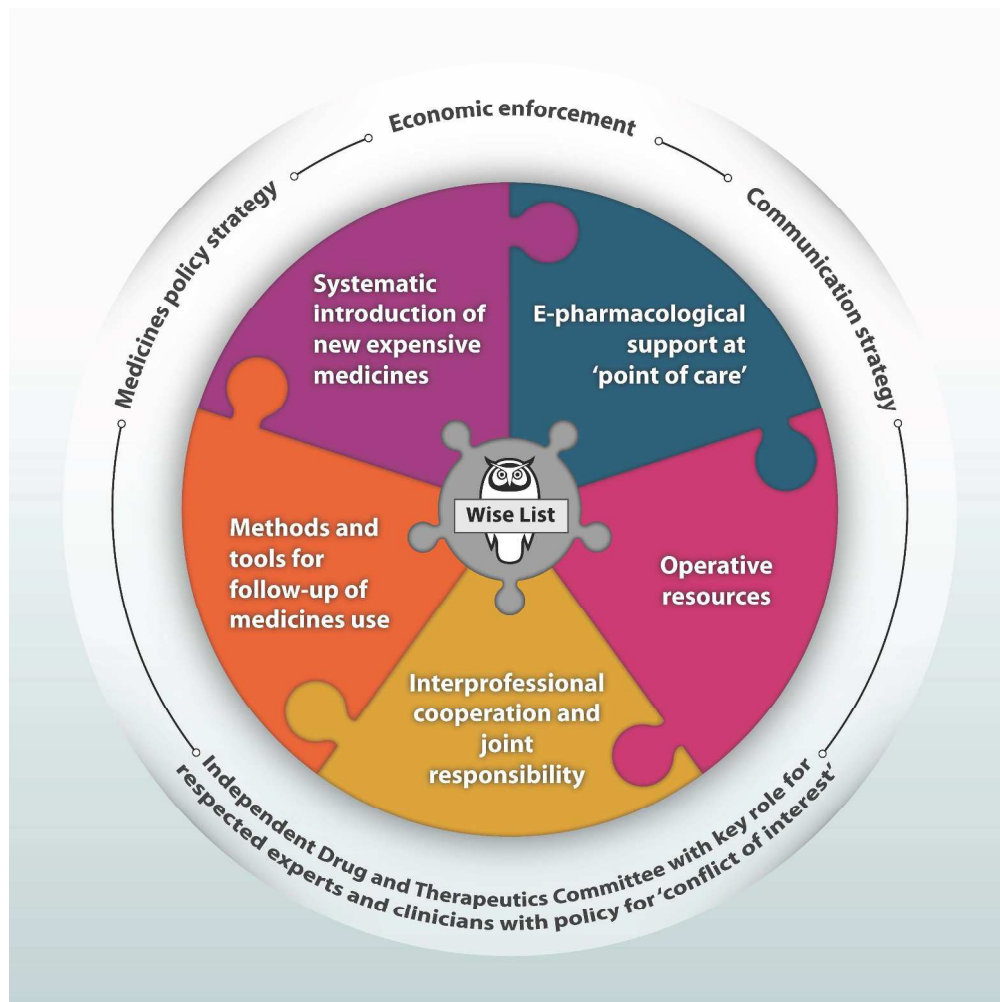 Economic enforcement
Medicines policy strategy
Communication strategy
Systematic
introduction of
new expensive
medicines
E-pharmacological
support at
‘point of care’
Wise List
Methods and
tools for
follow-up of
medicines use
Operative
resources
Interprofessional
cooperation and
joint
responsibility
Independent Drug and Therapeutics Committee with key role for
respected experts and clinicians with policy for ‘conflict of interest’